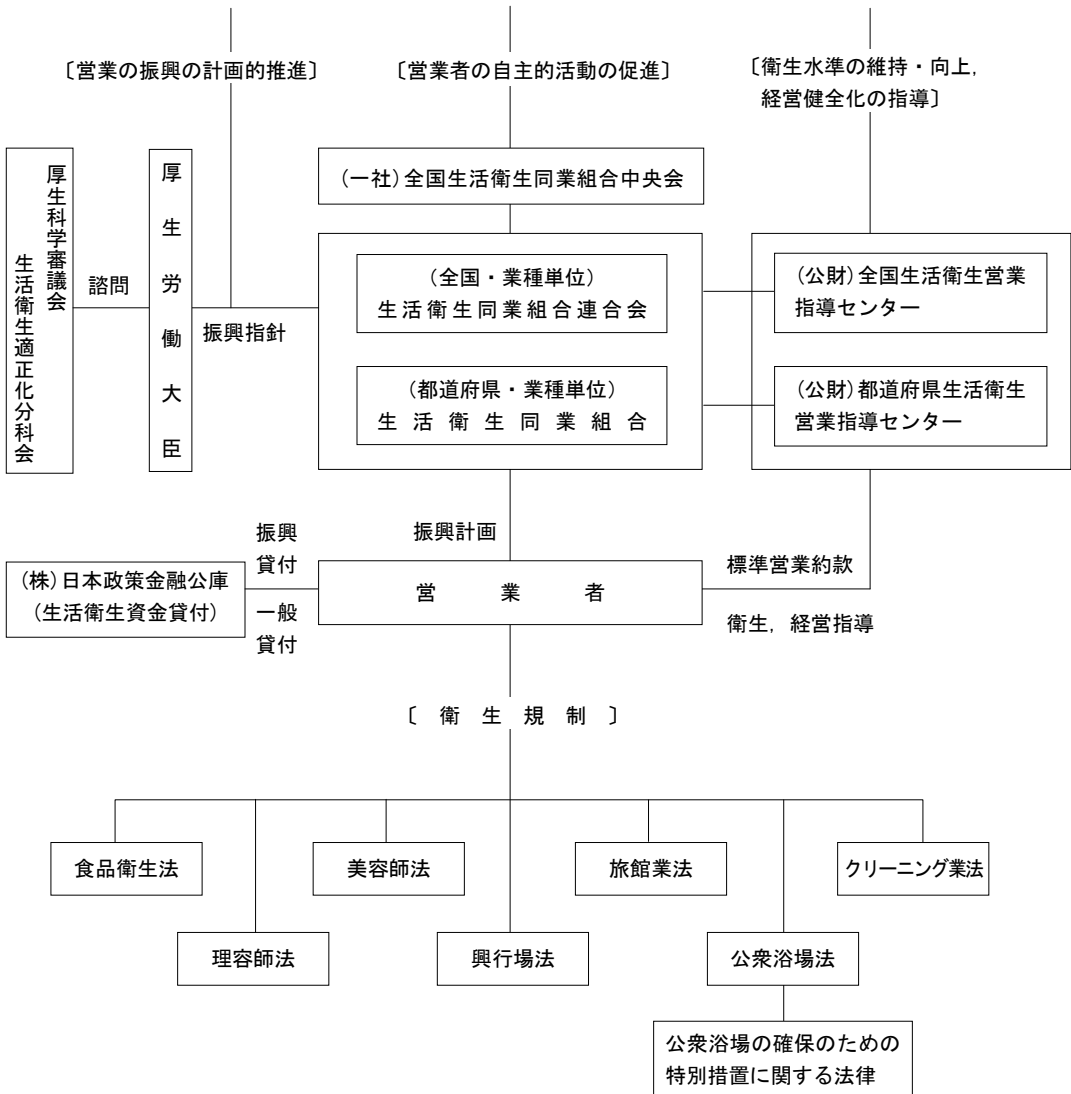 〔営業の振興の計画的推進〕
〔営業者の自主的活動の促進〕
〔衛生水準の維持・向上,
経営健全化の指導〕
厚生科学審議会
生活衛生適正化分科会
諮問
厚生労働大臣
振興指針
(一社)全国生活衛生同業組合中央会
(全国・業種単位)
生活衛生同業組合連合会
(都道府県・業種単位)
生活衛生同業組合
(公財)全国生活衛生営業
指導センター
(公財)都道府県生活衛生
営業指導センター
(株)日本政策金融公庫
(生活衛生資金貸付)
振興
貸付
一般
貸付
振興計画
営業者
標準営業約款
衛生, 経営指導
〔衛生規制〕
食品衛生法
美容師法
旅館業法
クリーニング業法
理容師法
興行場法
公衆浴場法
公衆浴場の確保のための
特別措置に関する法律